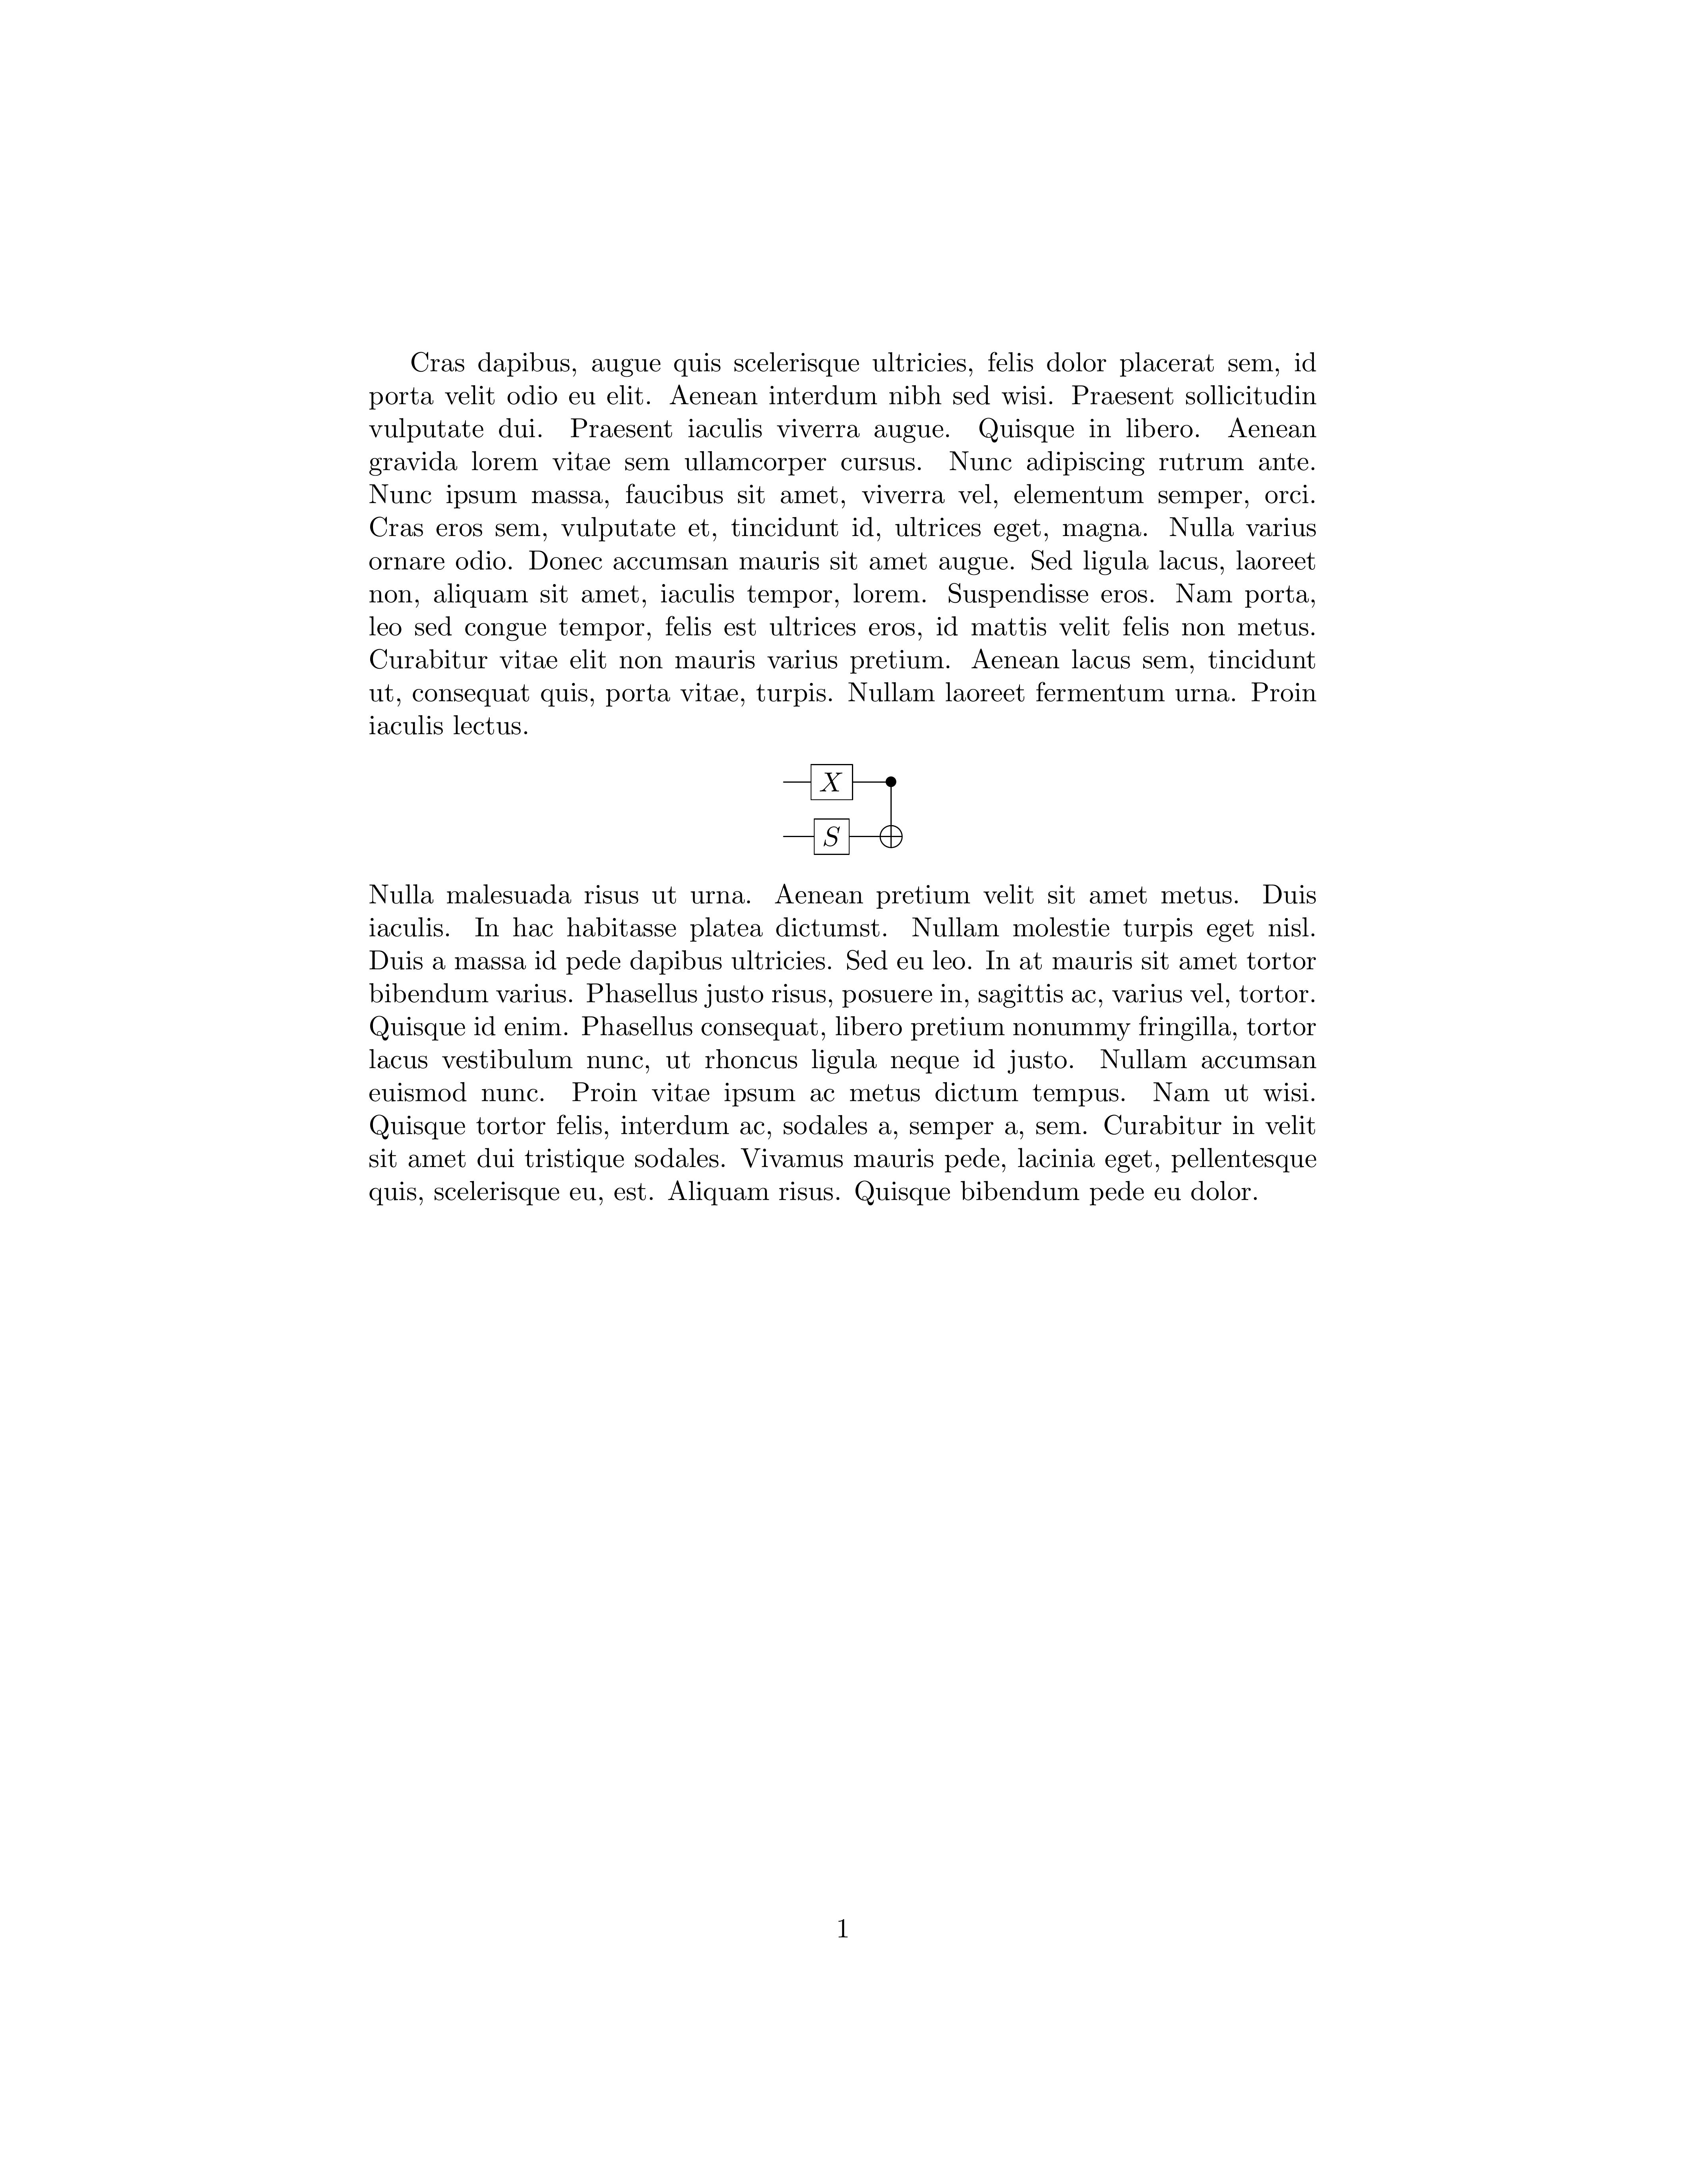 Cras dapibus, augue quis scelerisque ultricies, felis dolor placerat sem, id
porta velit odio eu elit. Aenean interdum nibh sed wisi. Praesent sollicitudin
vulputate dui. Praesent iaculis viverra augue. Quisque in libero. Aenean
gravida lorem vitae sem ullamcorper cursus. Nunc adipiscing rutrum ante.
Nunc ipsum massa, faucibus sit amet, viverra vel, elementum semper, orci.
Cras eros sem, vulputate et, tincidunt id, ultrices eget, magna. Nulla varius
ornare odio. Donec accumsan mauris sit amet augue. Sed ligula lacus, laoreet
non, aliquam sit amet, iaculis tempor, lorem. Suspendisse eros. Nam porta,
leo sed congue tempor, felis est ultrices eros, id mattis velit felis non metus.
Curabitur vitae elit non mauris varius pretium. Aenean lacus sem, tincidunt
ut, consequat quis, porta vitae, turpis. Nullam laoreet fermentum urna. Proin
iaculis lectus.
X
S
Nulla malesuada risus ut urna. Aenean pretium velit sit amet metus. Duis
iaculis. In hac habitasse platea dictumst. Nullam molestie turpis eget nisl.
Duis a massa id pede dapibus ultricies. Sed eu leo. In at mauris sit amet tortor
bibendum varius. Phasellus justo risus, posuere in, sagittis ac, varius vel, tortor.
Quisque id enim. Phasellus consequat, libero pretium nonummy fringilla, tortor
lacus vestibulum nunc, ut rhoncus ligula neque id justo. Nullam accumsan
euismod nunc. Proin vitae ipsum ac metus dictum tempus. Nam ut wisi.
Quisque tortor felis, interdum ac, sodales a, semper a, sem. Curabitur in velit
sit amet dui tristique sodales. Vivamus mauris pede, lacinia eget, pellentesque
quis, scelerisque eu, est. Aliquam risus. Quisque bibendum pede eu dolor.
1